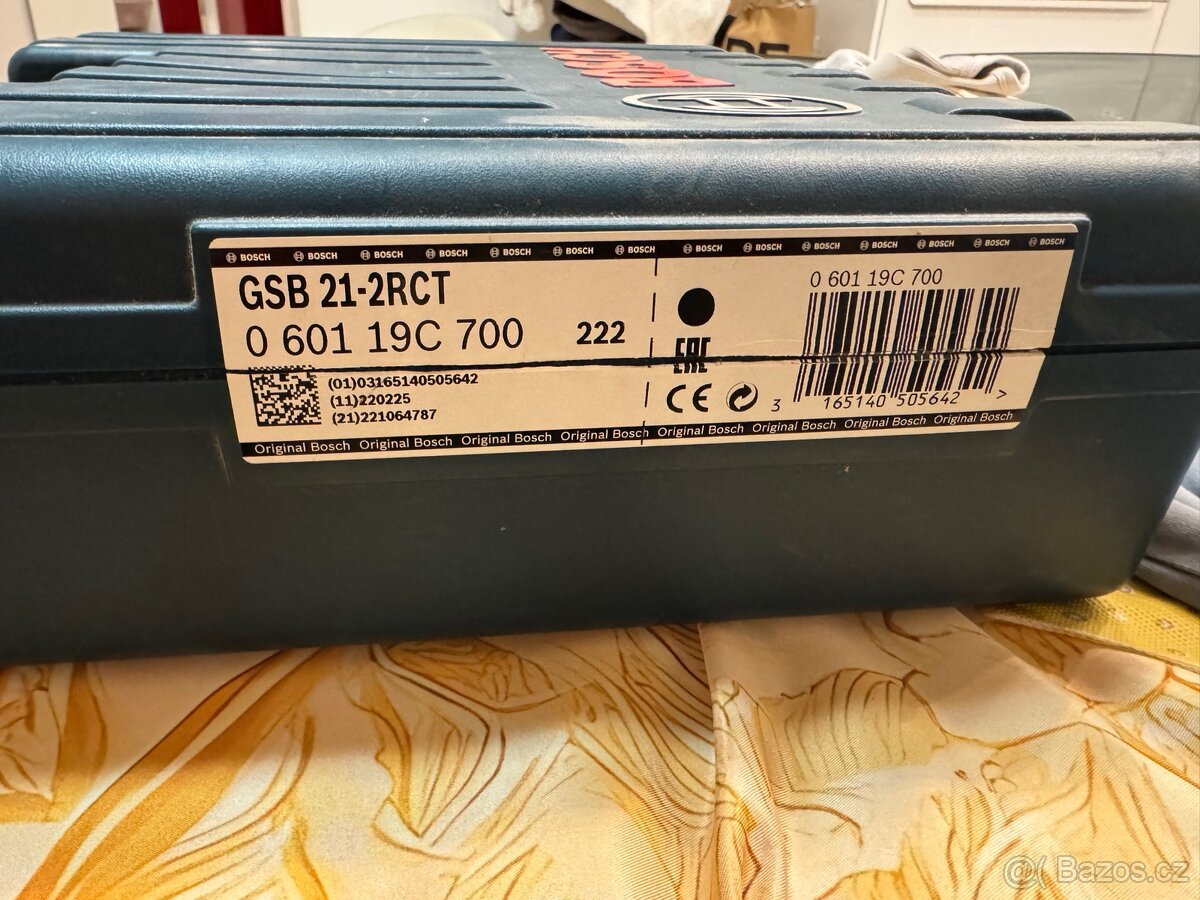 BOSCH
BOSCH BOSCH BOSCH BOSCH BOSCH BOSCH BOSCH BOSCH BOSCH BOSCH BOSCH BOSCH BOSCH BOSCH
GSB 21-2RCT
0 601 19C 700
222
(01)03165140505642
(11)220225
(21)221064787
EAC
CE
0 601 19C 700
3 165140 505642 >
Original Bosch Original Bosch Original Bosch Original Bosch Original Bosch Original Bosch Original Bosch Original Bosch
Bazos.cz